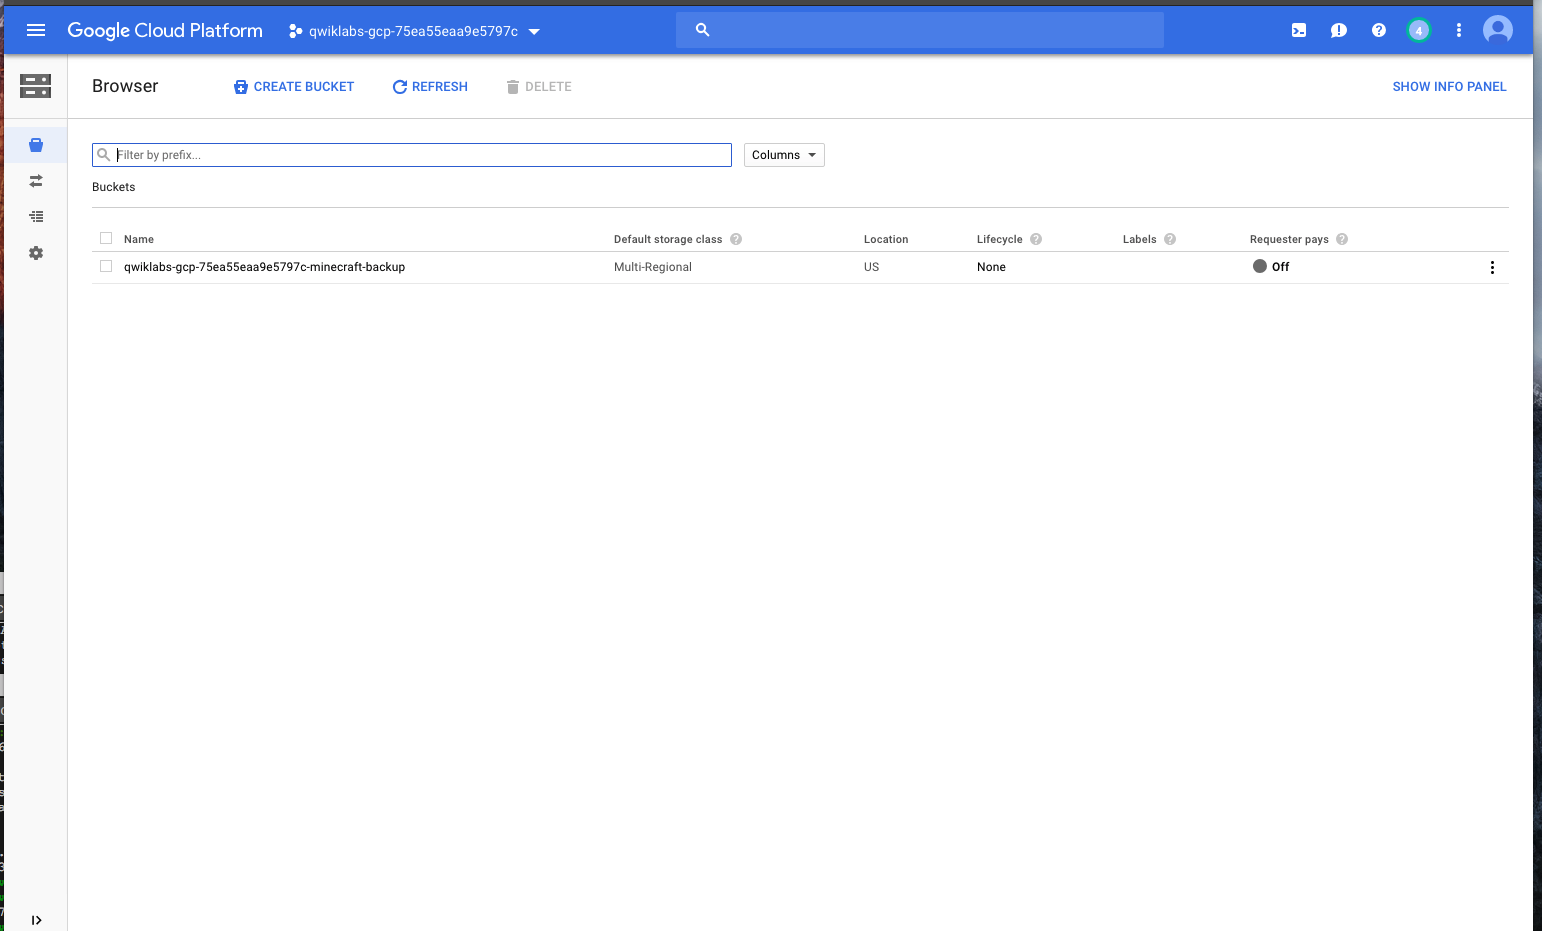 Google Cloud Platform
qwiklabs-gcp-75ea55eaa9e5797c
4
Browser
CREATE BUCKET
REFRESH
DELETE
SHOW INFO PANEL
Filter by prefix...
Columns
Buckets
Name Default storage class Location Lifecycle Labels Requester pays
qwiklabs-gcp-75ea55eaa9e5797c-minecraft-backup Multi-Regional US None Off